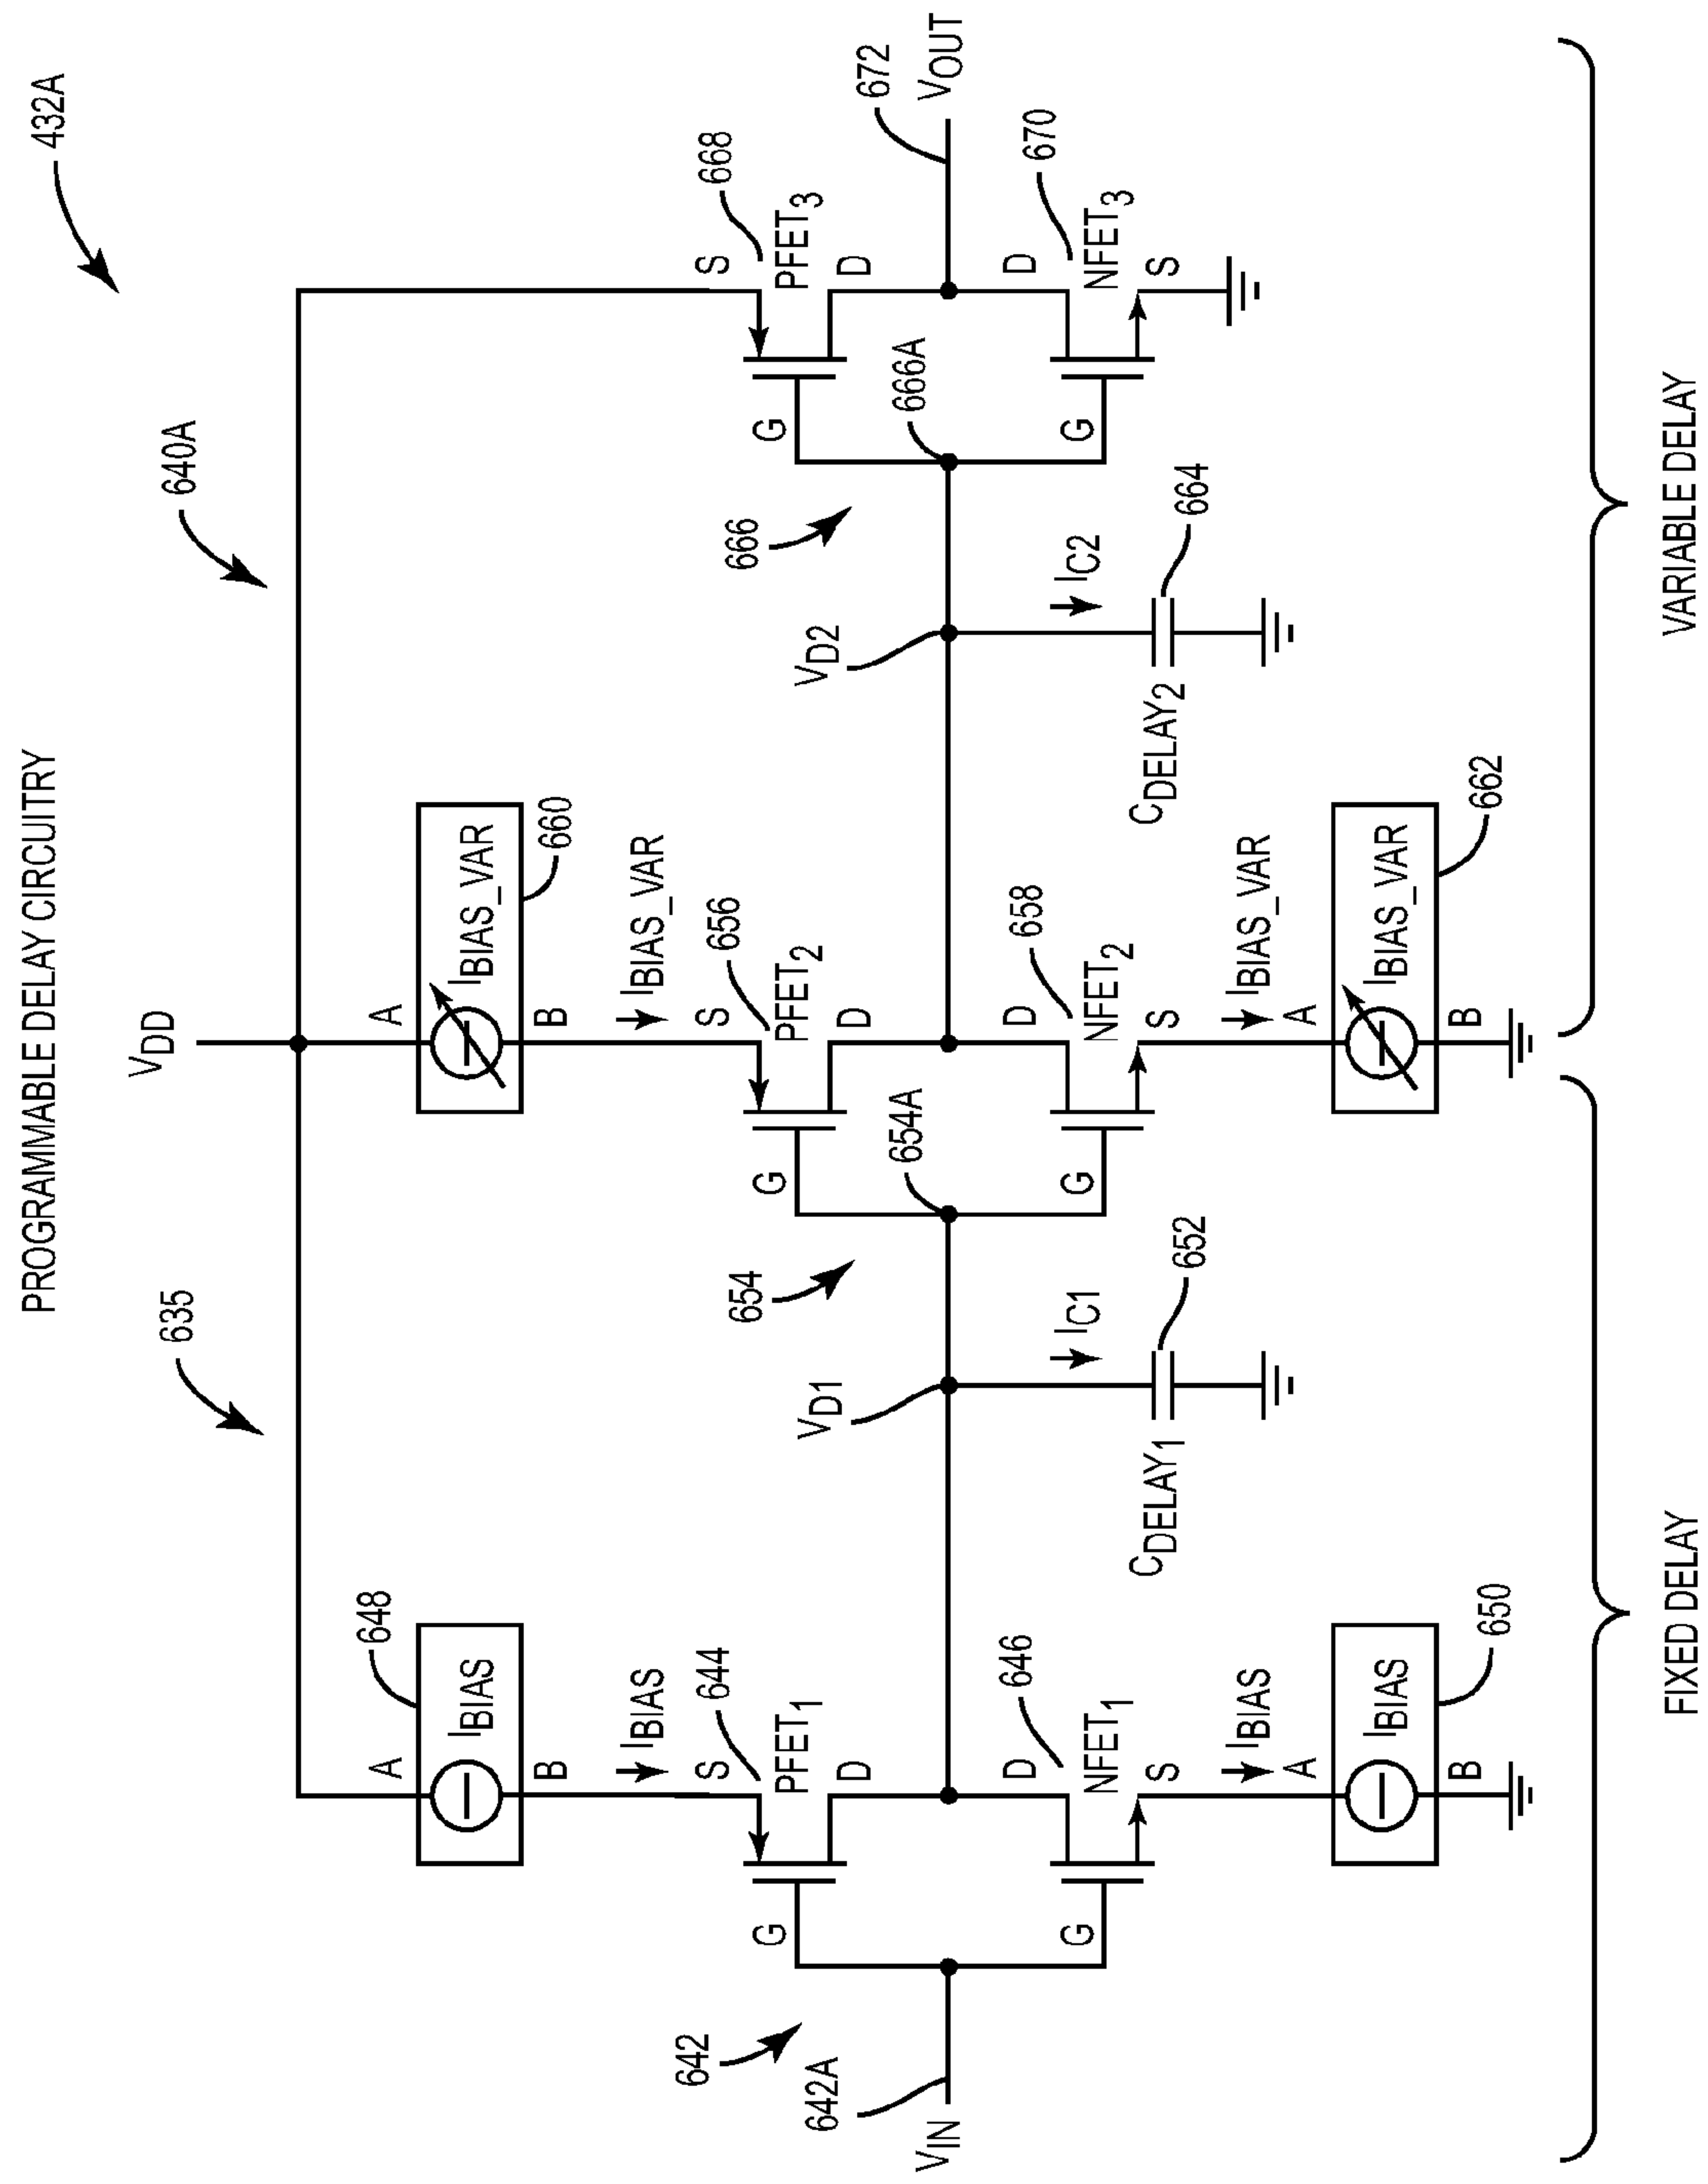 PROGRAMMABLE DELAY CIRCUITRY
432A
635
640A
VDD
A
648
IBIAS
B
IBIAS
A
IBIAS_VAR
660
B
IBIAS_VAR
S
644
PFET1
D
G
S
656
PFET2
D
G
S
668
PFET3
D
G
642
642A
VIN
VD1
654
654A
VD2
666
666A
672
VOUT
D
646
NFET1
S
G
D
658
NFET2
S
G
D
670
NFET3
S
G
IC1
652
CDELAY1
IC2
664
CDELAY2
IBIAS
A
IBIAS
650
B
IBIAS_VAR
A
IBIAS_VAR
662
B
FIXED DELAY
VARIABLE DELAY